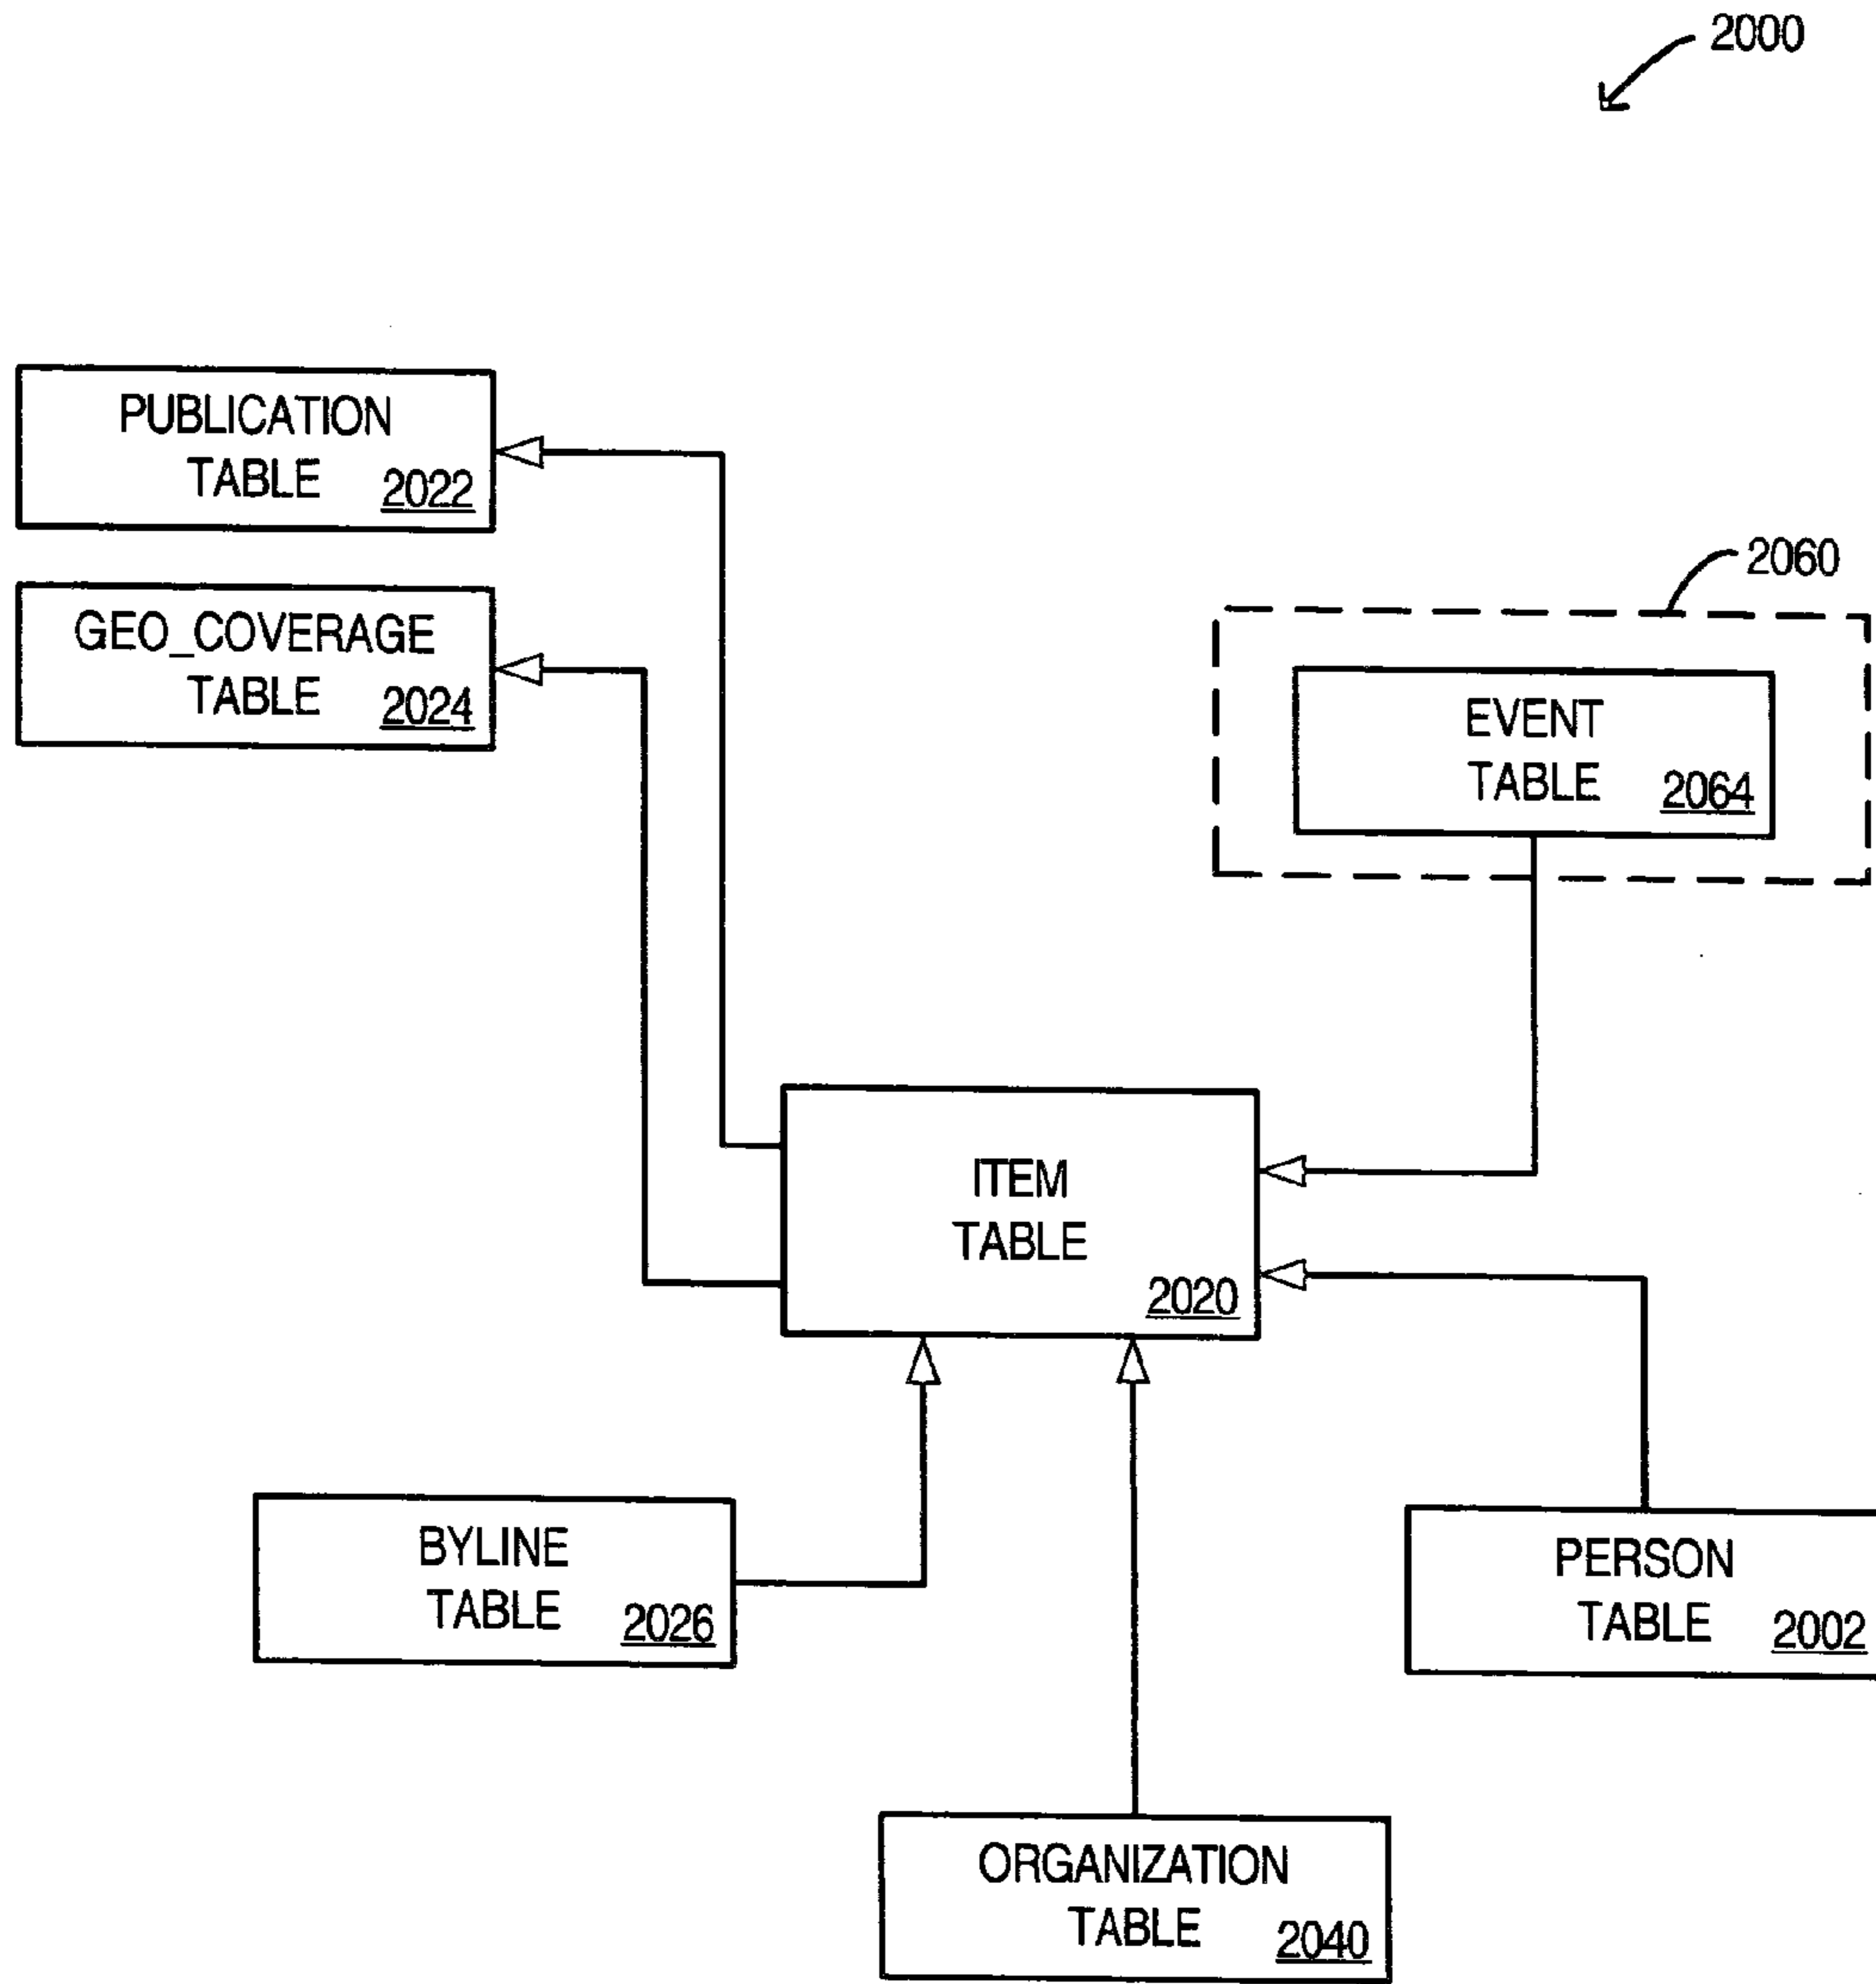 2000
PUBLICATION
TABLE 2022
GEO_COVERAGE
TABLE 2024
2060
EVENT
TABLE 2064
ITEM
TABLE
2020
BYLINE
TABLE 2026
PERSON
TABLE 2002
ORGANIZATION
TABLE 2040